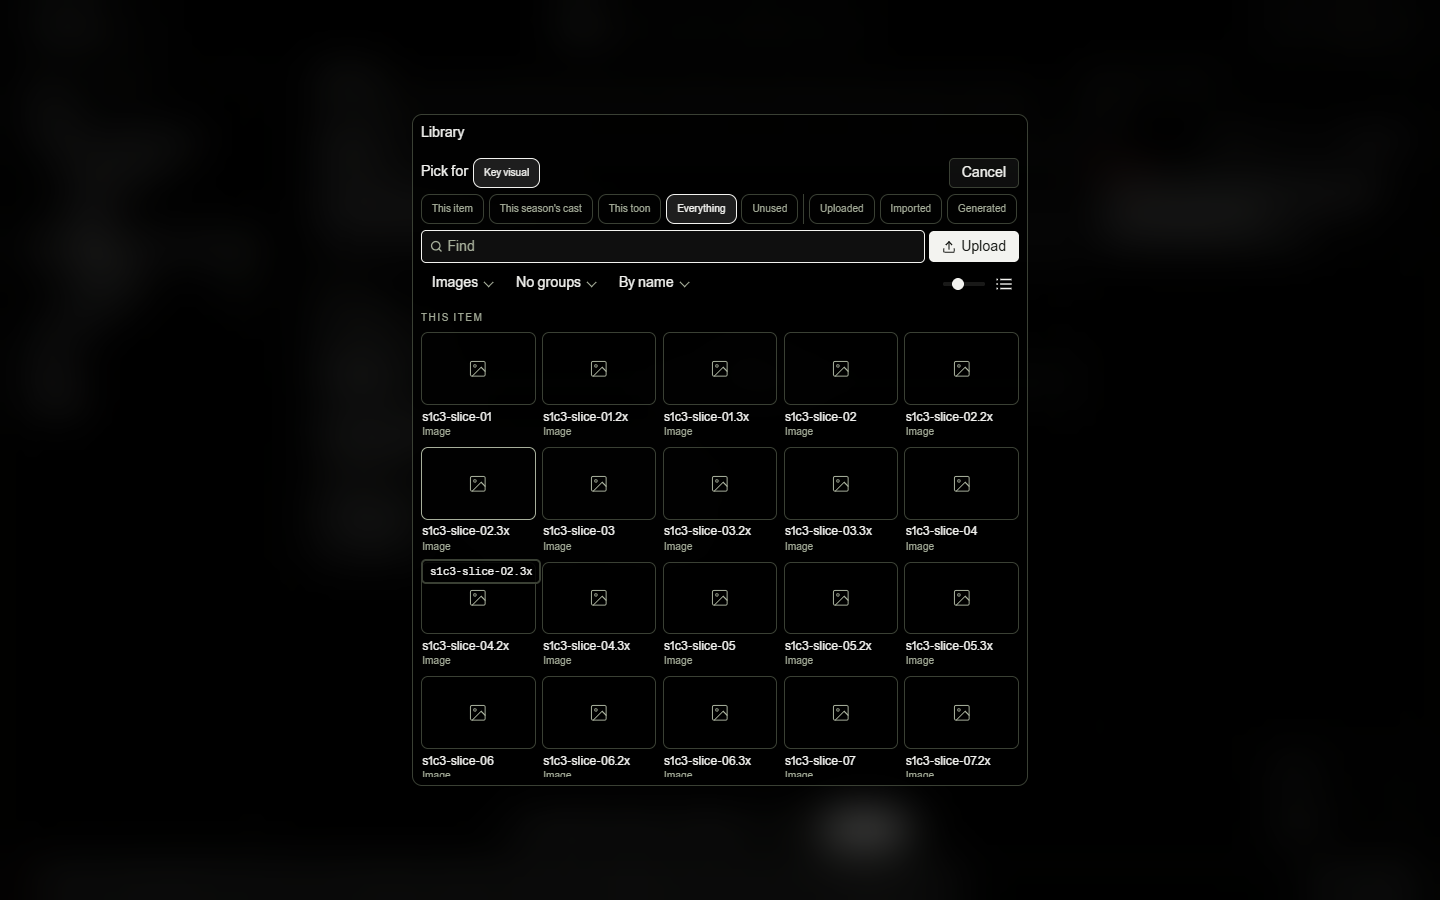 Library
Pick for Key visual Cancel
This item This season's cast This toon Everything Unused Uploaded Imported Generated
Find Upload
Images No groups By name
THIS ITEM
s1c3-slice-01 s1c3-slice-01.2x s1c3-slice-01.3x s1c3-slice-02 s1c3-slice-02.2x
Image Image Image Image Image
s1c3-slice-02.3x s1c3-slice-03 s1c3-slice-03.2x s1c3-slice-03.3x s1c3-slice-04
Image Image Image Image Image
s1c3-slice-02.3x
s1c3-slice-04.2x s1c3-slice-04.3x s1c3-slice-05 s1c3-slice-05.2x s1c3-slice-05.3x
Image Image Image Image Image
s1c3-slice-06 s1c3-slice-06.2x s1c3-slice-06.3x s1c3-slice-07 s1c3-slice-07.2x
Image Image Image Image Image